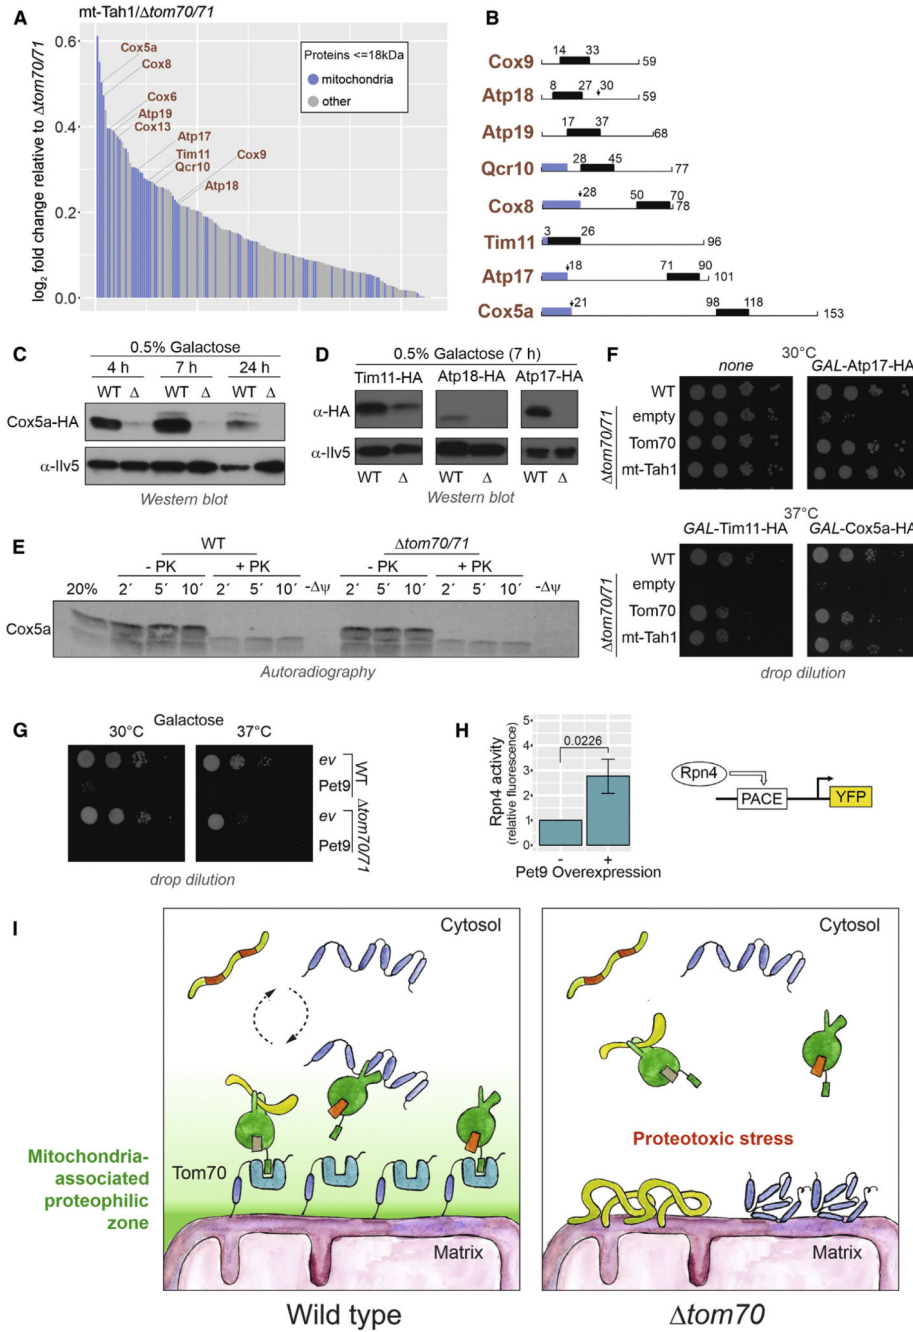 A
mt-Tah1/Δtom70/71
log2 fold change relative to Δtom70/71
0.6
0.4
0.2
0.0
Cox5a
Cox8
Cox6
Atp19
Cox13
Atp17
Tim11
Qcr10
Cox9
Atp18
Proteins <=18kDa
mitochondria
other
B
Cox9 14 33 59
Atp18 8 27 30 59
Atp19 17 37 68
Qcr10 28 45 77
Cox8 28 50 70 78
Tim11 3 26 96
Atp17 18 71 90 101
Cox5a 21 98 118 153
C
0.5% Galactose
4 h 7 h 24 h
WT Δ WT Δ WT Δ
Cox5a-HA
α-Ilv5
Western blot
D
0.5% Galactose (7 h)
Tim11-HA Atp18-HA Atp17-HA
α-HA
α-Ilv5
WT Δ WT Δ WT Δ
Western blot
E
WT Δtom70/71
- PK + PK - PK + PK
20% 2´ 5´ 10´ 2´ 5´ 10´ -Δψ 2´ 5´ 10´ 2´ 5´ 10´ -Δψ
Cox5a
Autoradiography
F
30°C
none GAL-Atp17-HA
WT
empty
Tom70
mt-Tah1
Δtom70/71
37°C
GAL-Tim11-HA GAL-Cox5a-HA
WT
empty
Tom70
mt-Tah1
Δtom70/71
drop dilution
G
Galactose
30°C 37°C
ev
Pet9
WT
ev
Pet9
Δtom70/71
drop dilution
H
Rpn4 activity
(relative fluorescence)
5
4
3
2
1
0
0.0226
- +
Pet9 Overexpression
Rpn4
PACE
YFP
I
Cytosol
Tom70
Mitochondria-
associated
proteophilic
zone
Matrix
Wild type
Cytosol
Proteotoxic stress
Matrix
Δtom70